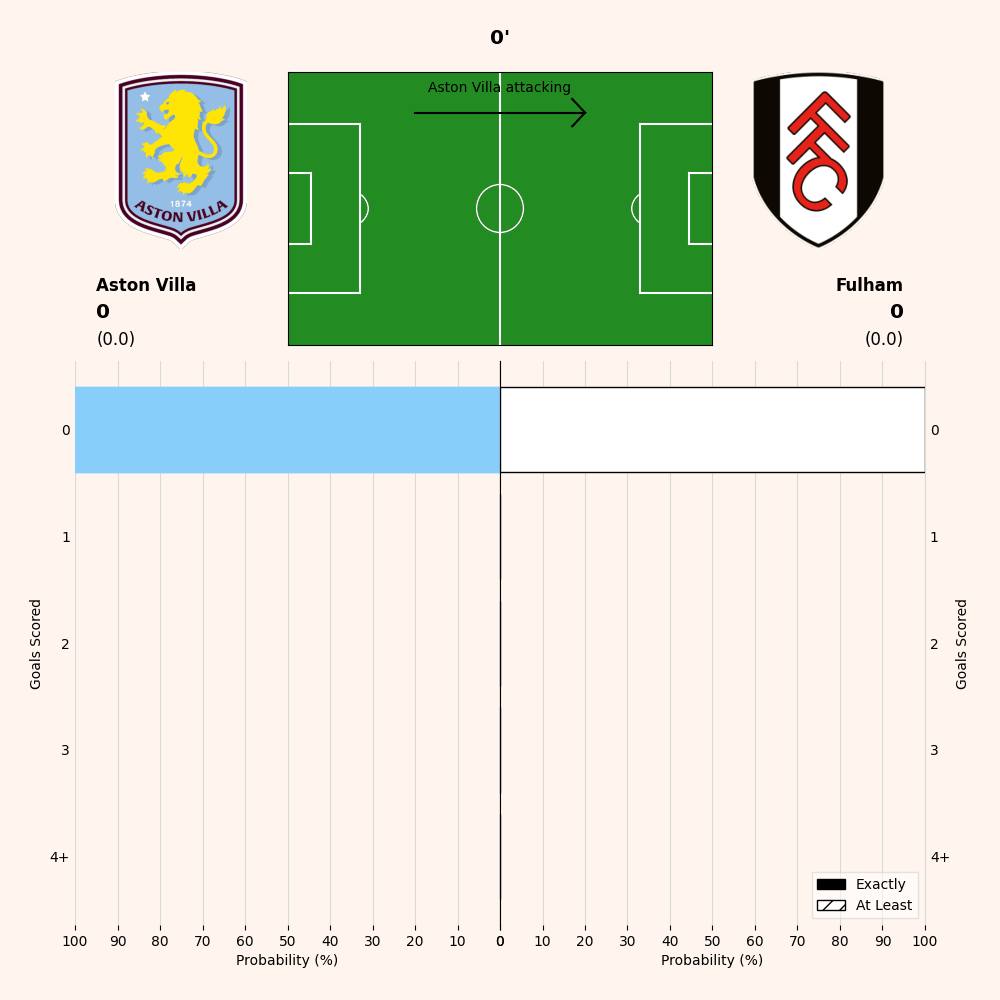 0'
Aston Villa attacking
1874
ASTON VILLA
FFC
Aston Villa
0
(0.0)
Fulham
0
(0.0)
0
1
2
3
4+
Goals Scored
0
1
2
3
4+
Goals Scored
Exactly
At Least
100 90 80 70 60 50 40 30 20 10 0
0 10 20 30 40 50 60 70 80 90 100
Probability (%)
Probability (%)